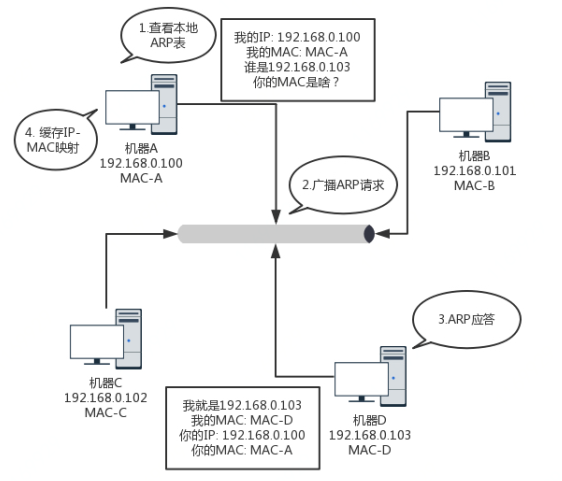 1.查看本地
ARP表
我的IP: 192.168.0.100
我的MAC: MAC-A
谁是192.168.0.103
你的MAC是啥？
4. 缓存IP-
MAC映射
机器A
192.168.0.100
MAC-A
机器B
192.168.0.101
MAC-B
2.广播ARP请求
3.ARP应答
机器C
192.168.0.102
MAC-C
我就是192.168.0.103
我的MAC: MAC-D
你的IP: 192.168.0.100
你的MAC: MAC-A
机器D
192.168.0.103
MAC-D